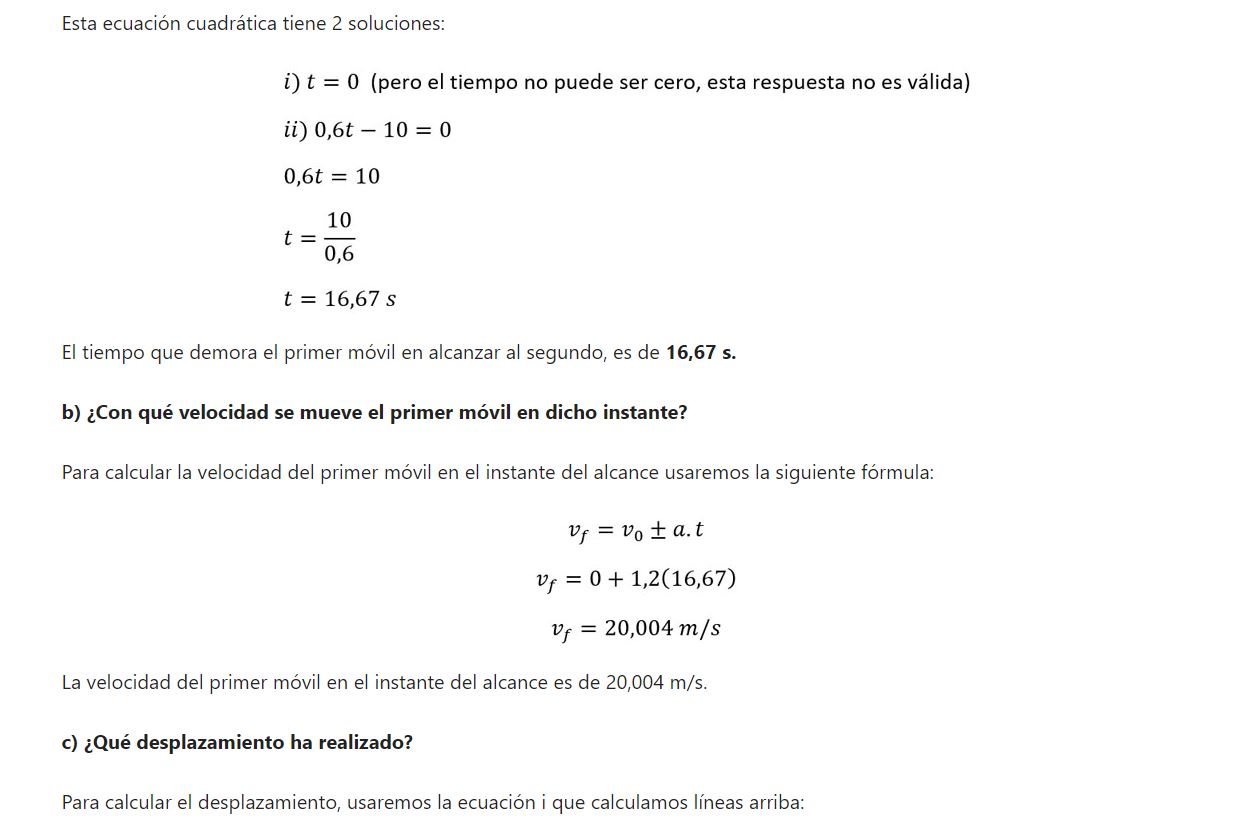 Esta ecuación cuadrática tiene 2 soluciones:
i) t = 0 (pero el tiempo no puede ser cero, esta respuesta no es válida)
ii) 0,6t − 10 = 0
0,6t = 10
t = 10/0,6
t = 16,67 s
El tiempo que demora el primer móvil en alcanzar al segundo, es de 16,67 s.
b) ¿Con qué velocidad se mueve el primer móvil en dicho instante?
Para calcular la velocidad del primer móvil en el instante del alcance usaremos la siguiente fórmula:
v_f = v_0 ± a.t
v_f = 0 + 1,2(16,67)
v_f = 20,004 m/s
La velocidad del primer móvil en el instante del alcance es de 20,004 m/s.
c) ¿Qué desplazamiento ha realizado?
Para calcular el desplazamiento, usaremos la ecuación i que calculamos líneas arriba: